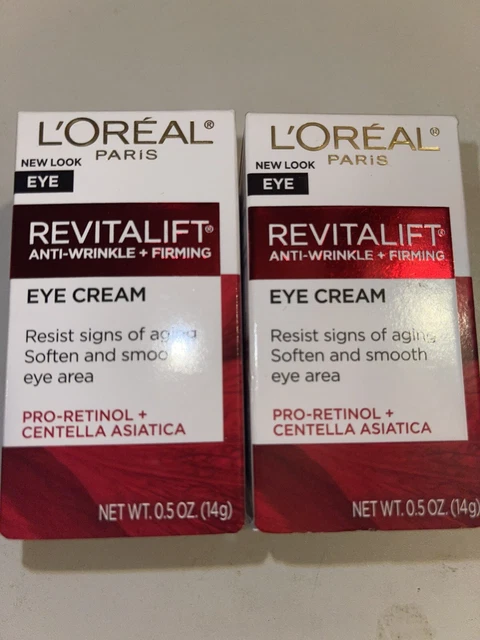 L'ORÉAL®
PARIS
NEW LOOK
EYE
REVITALIFT®
ANTI-WRINKLE + FIRMING
EYE CREAM
Resist signs of aging
Soften and smoo
eye area
PRO-RETINOL +
CENTELLA ASIATICA
NET WT. 0.5 OZ. (14g)
L'ORÉAL®
PARIS
NEW LOOK
EYE
REVITALIFT®
ANTI-WRINKLE + FIRMING
EYE CREAM
Resist signs of aging
Soften and smooth
eye area
PRO-RETINOL +
CENTELLA ASIATICA
NET WT. 0.5 OZ. (14g)